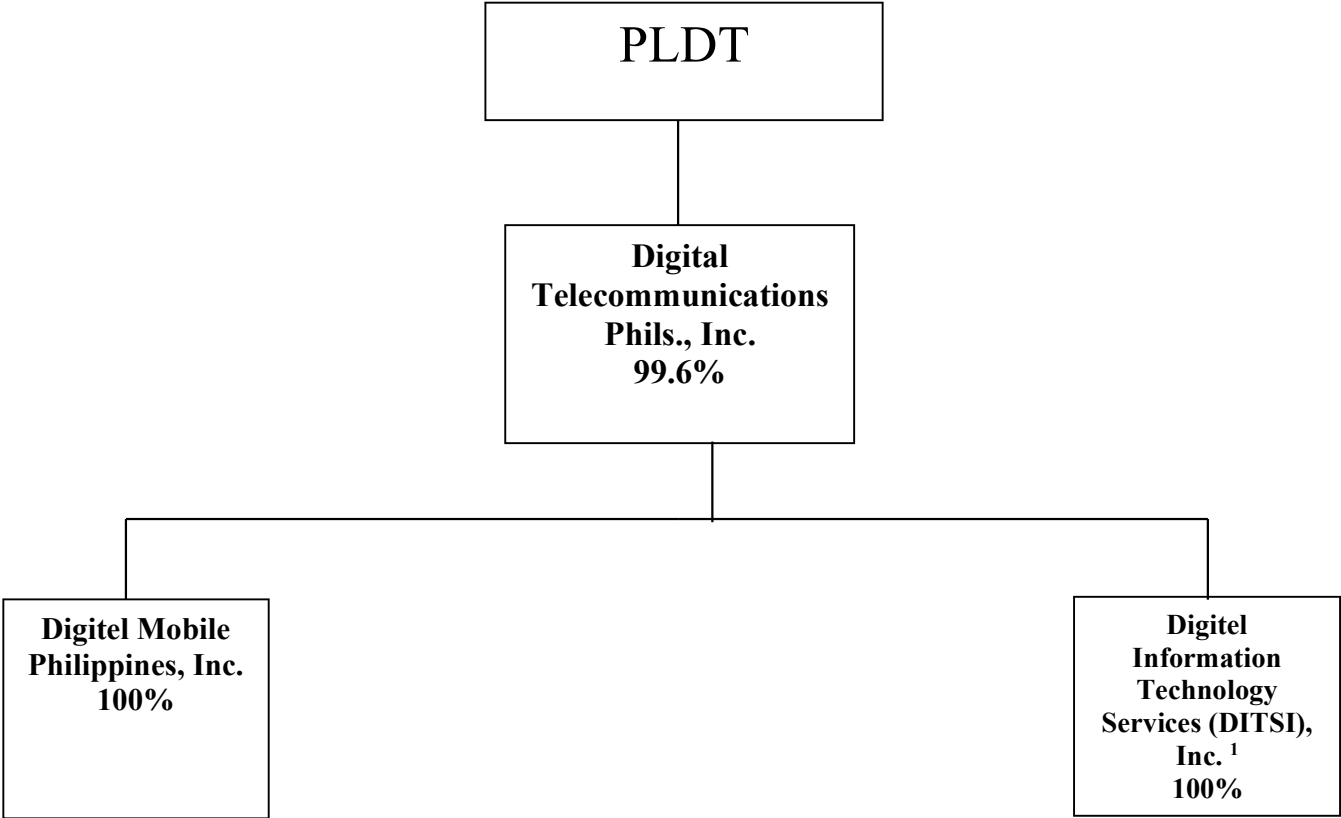 PLDT
Digital
Telecommunications
Phils., Inc.
99.6%
Digitel Mobile
Philippines, Inc.
100%
Digitel
Information
Technology
Services (DITSI),
Inc. 1
100%